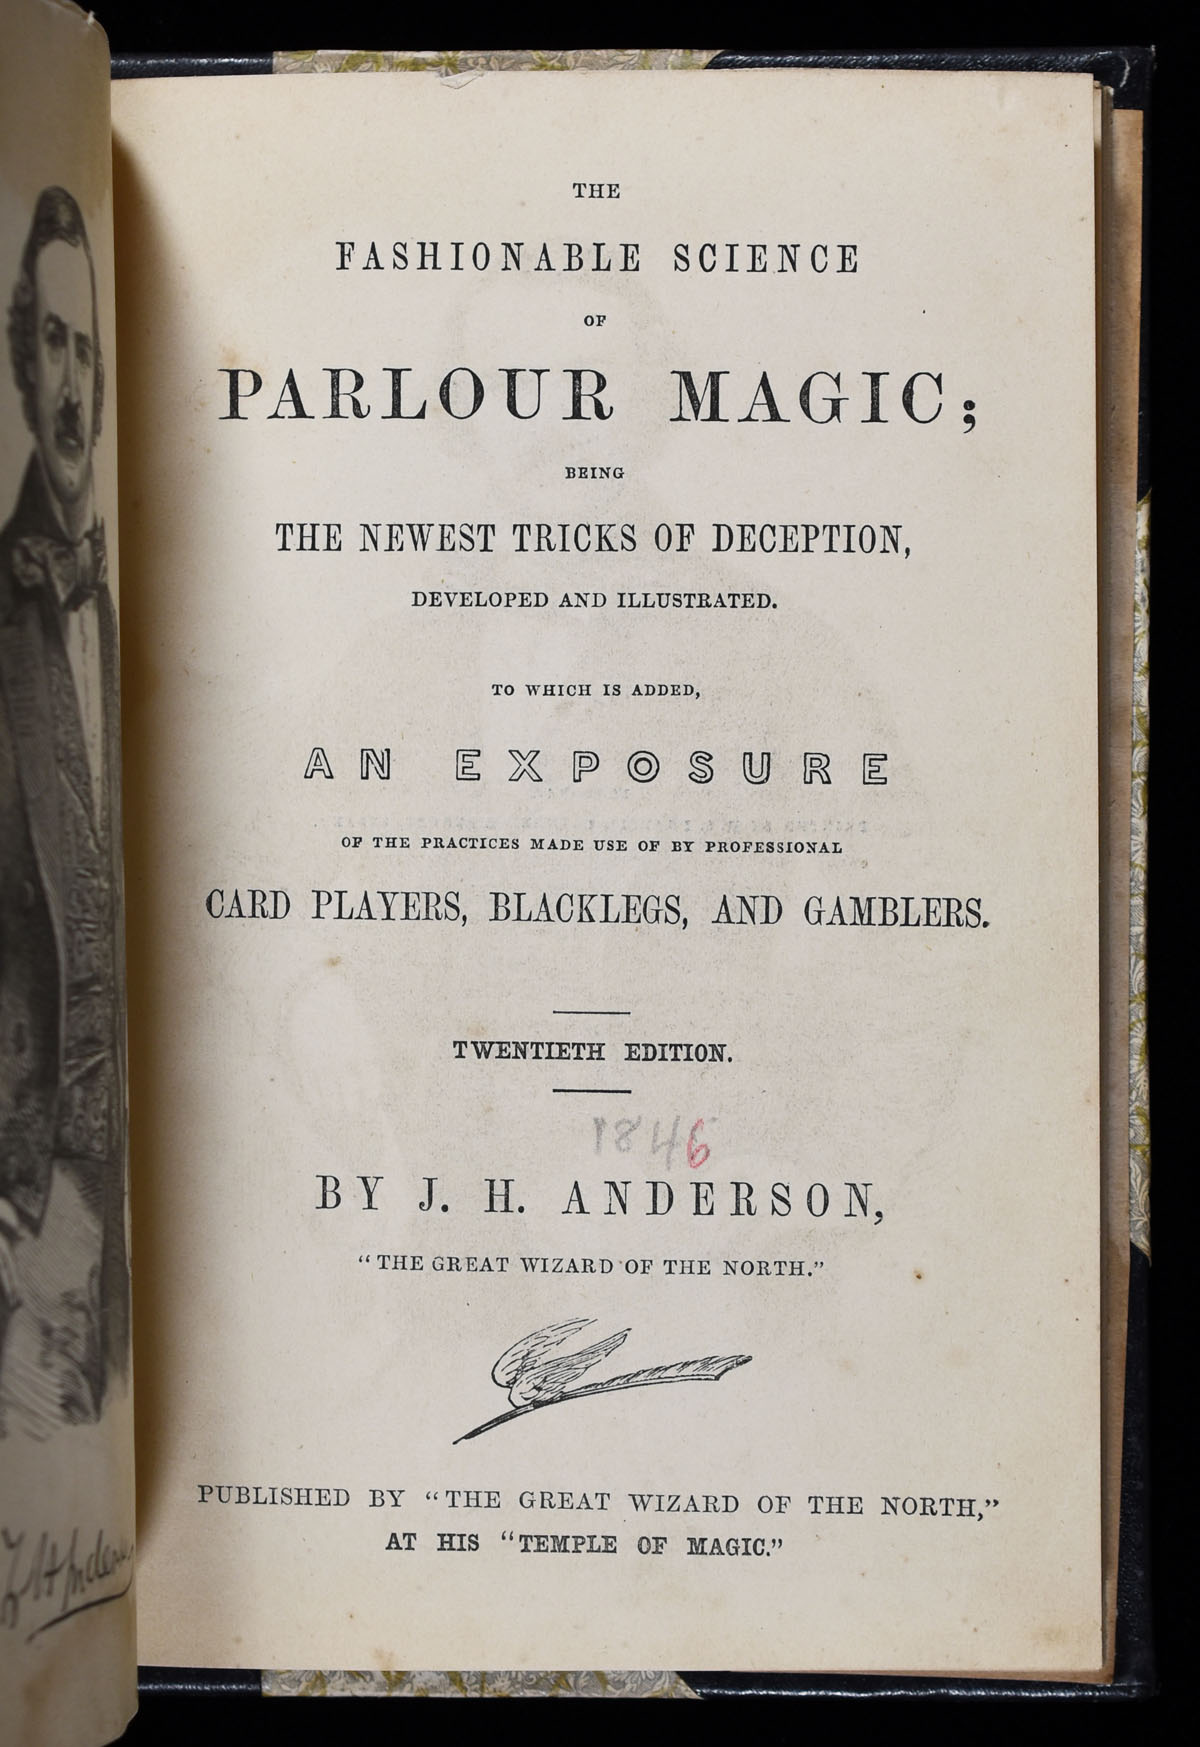 THE
FASHIONABLE SCIENCE
OF
PARLOUR MAGIC;
BEING
THE NEWEST TRICKS OF DECEPTION,
DEVELOPED AND ILLUSTRATED.
TO WHICH IS ADDED,
AN EXPOSURE
OF THE PRACTICES MADE USE OF BY PROFESSIONAL
CARD PLAYERS, BLACKLEGS, AND GAMBLERS.
TWENTIETH EDITION.
1846
BY J. H. ANDERSON,
"THE GREAT WIZARD OF THE NORTH."
PUBLISHED BY "THE GREAT WIZARD OF THE NORTH,"
AT HIS "TEMPLE OF MAGIC."